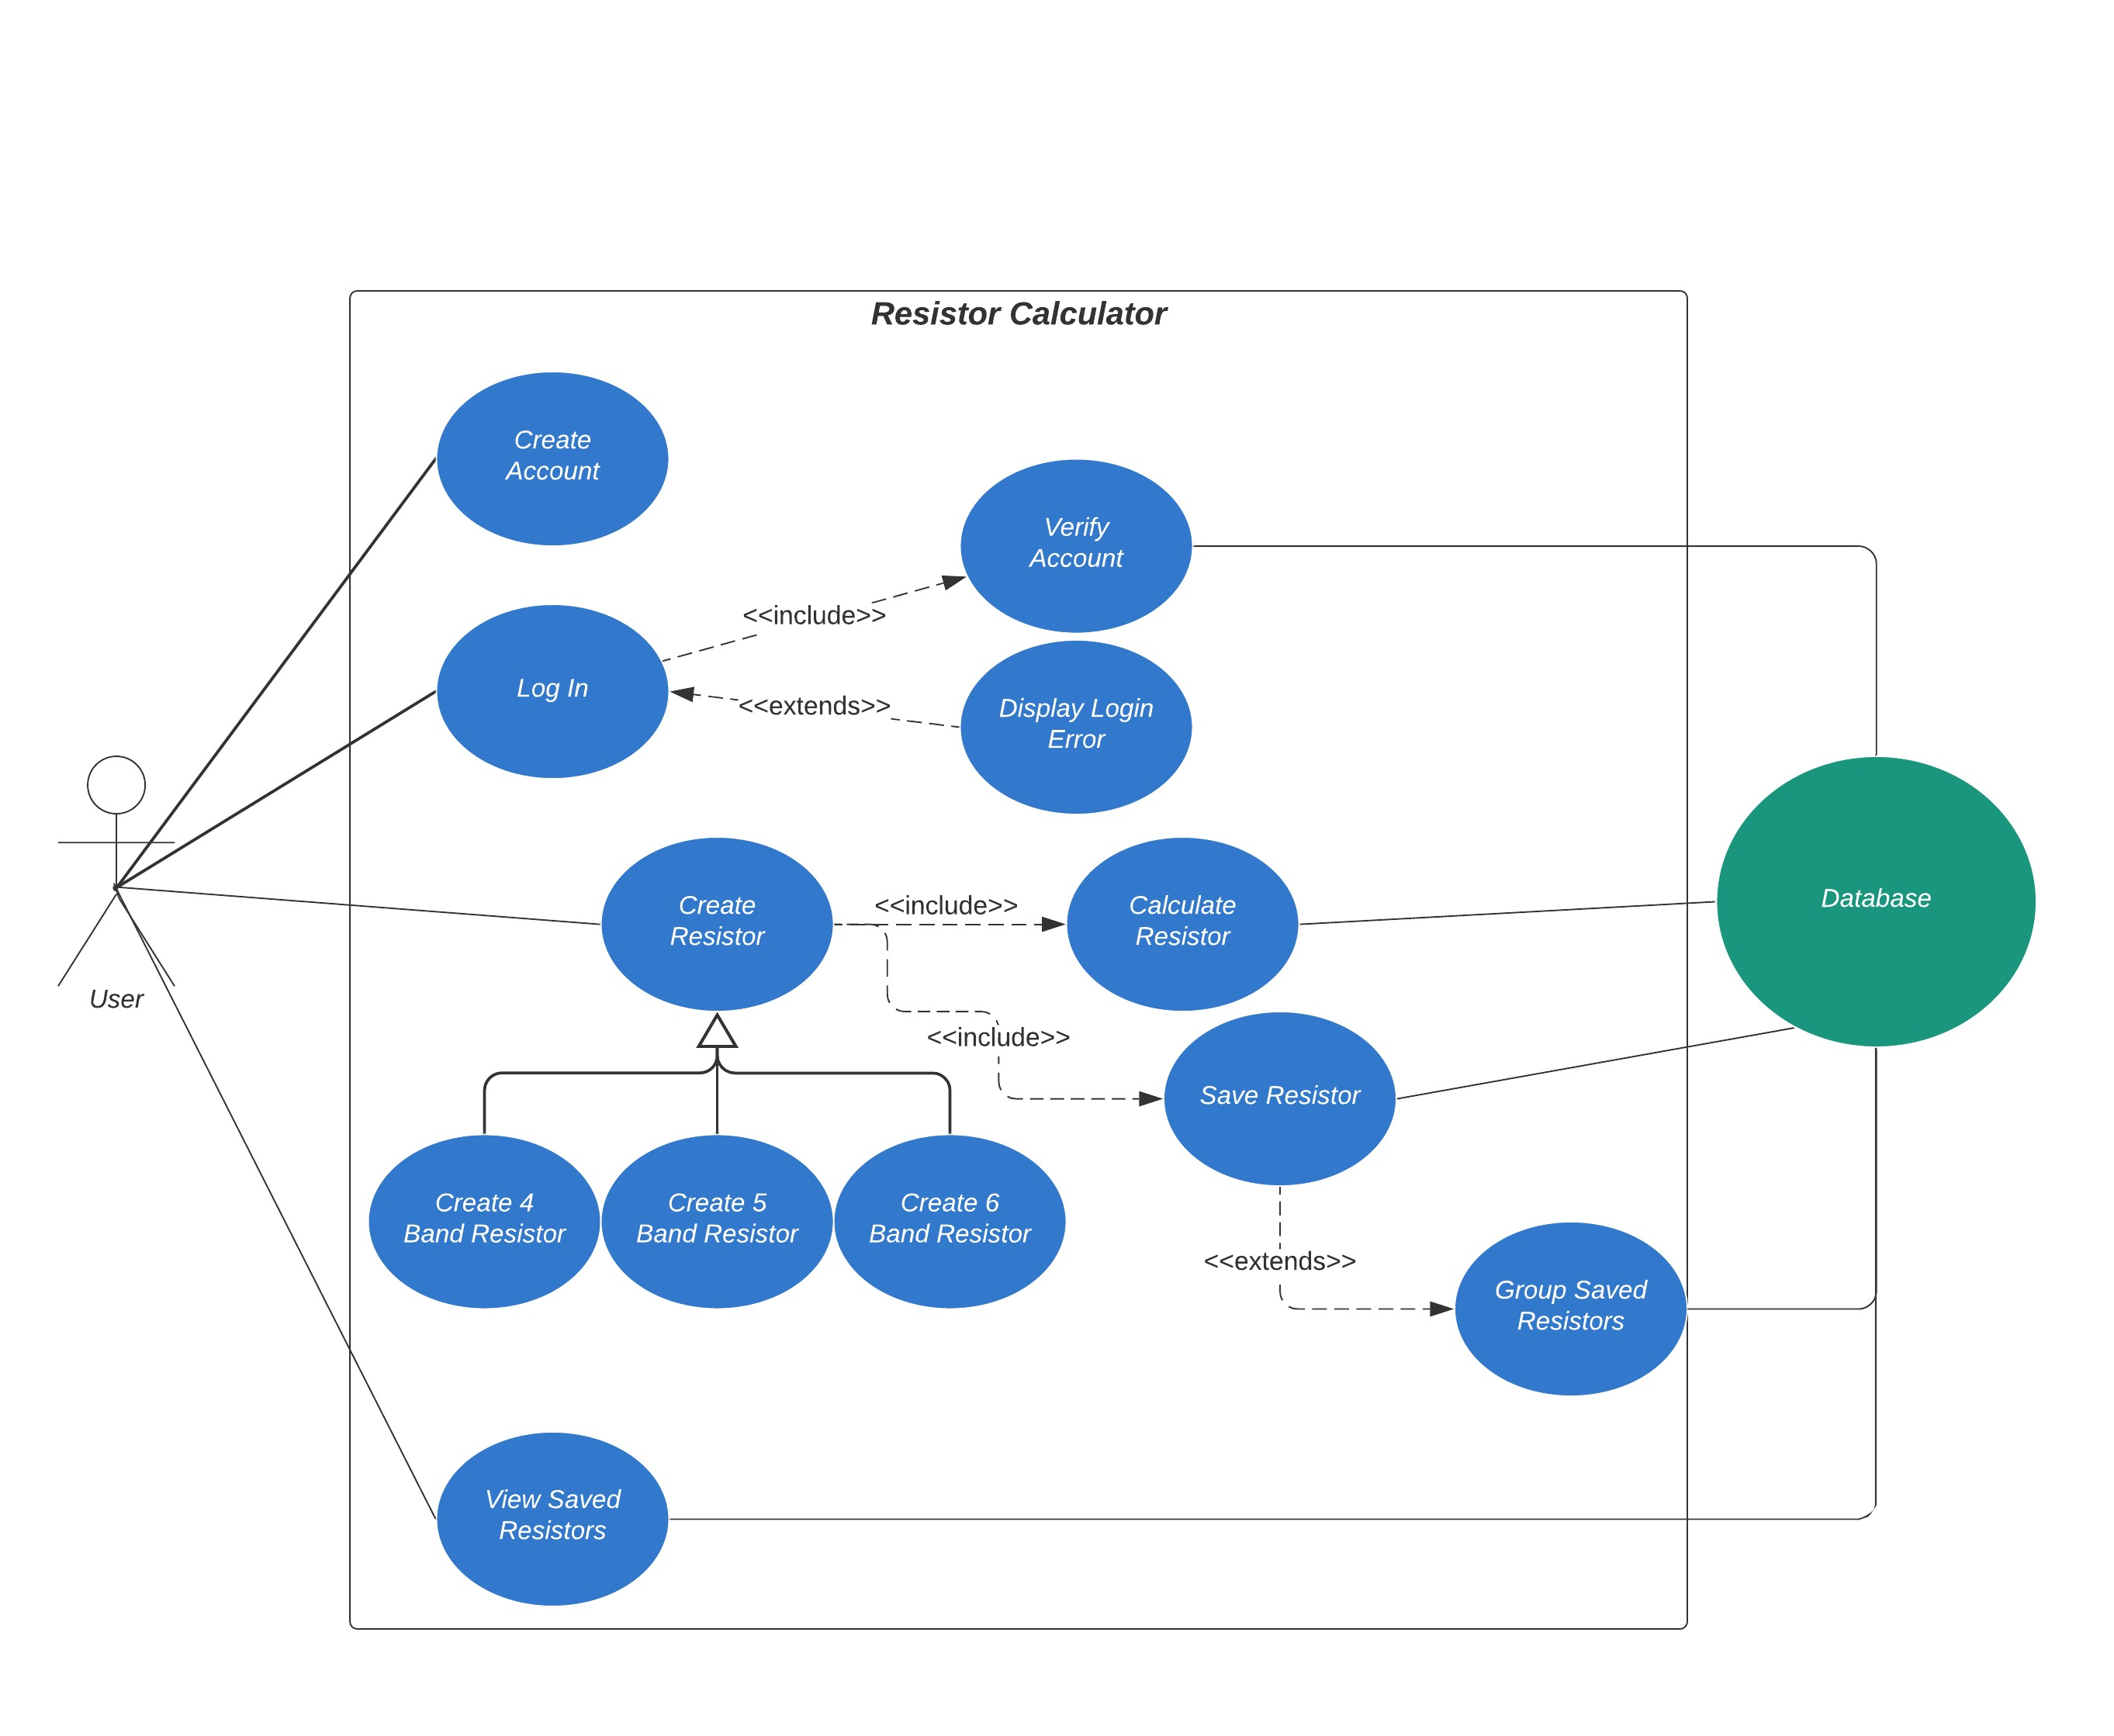 Resistor Calculator
Create
Account
Verify
Account
<<include>>
Log In
<<extends>>
Display Login
Error
User
Create
Resistor
<<include>>
Calculate
Resistor
Database
<<include>>
Save Resistor
Create 4
Band Resistor
Create 5
Band Resistor
Create 6
Band Resistor
<<extends>>
Group Saved
Resistors
View Saved
Resistors